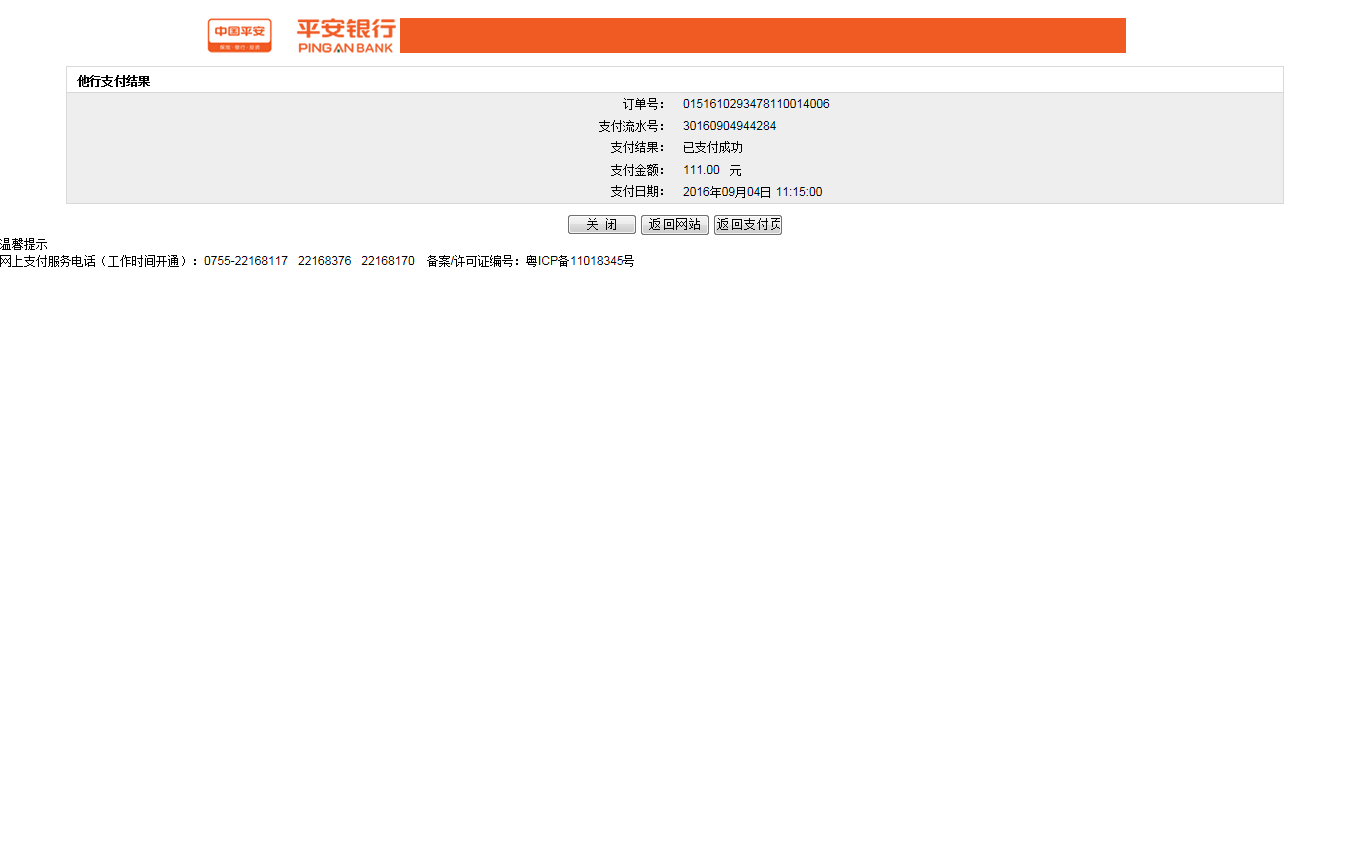 中国平安
保险·银行·投资
平安银行
PINGAN BANK
他行支付结果
订单号： 0151610293478110014006
支付流水号： 30160904944284
支付结果： 已支付成功
支付金额： 111.00 元
支付日期： 2016年09月04日 11:15:00
关 闭 返回网站 返回支付页
温馨提示
网上支付服务电话（工作时间开通）：0755-22168117 22168376 22168170 备案/许可证编号：粤ICP备11018345号